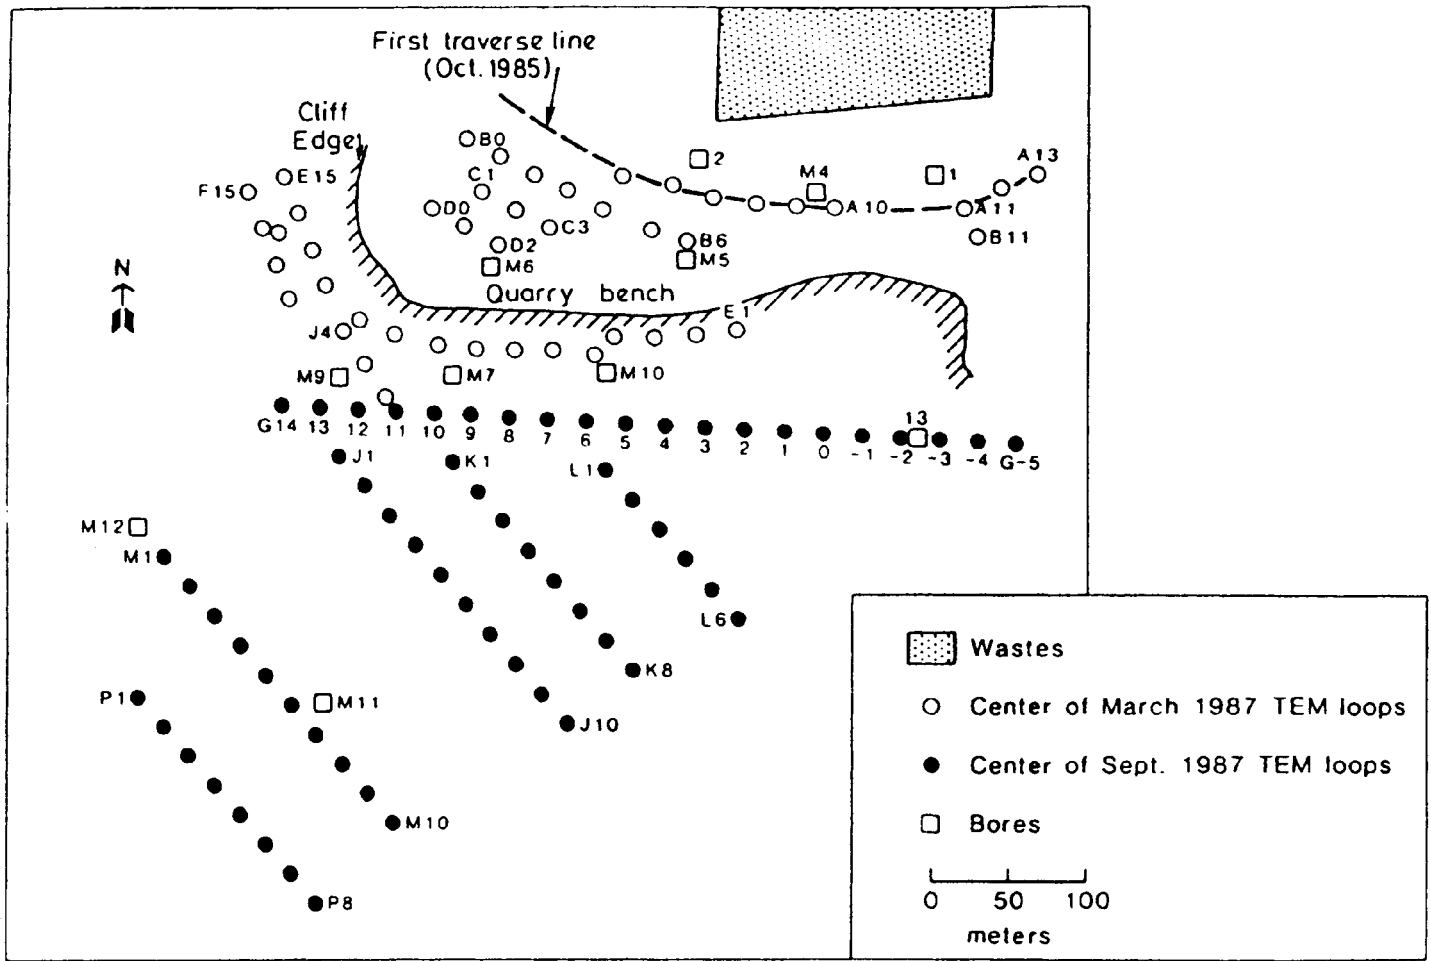 First traverse line
(Oct. 1985)
Cliff
Edge
B0
2
A13
F15
E15
C1
M4
1
D0
A10
A11
C3
D2
B6
B11
M6
M5
N
Quarry bench
E1
J4
M9
M7
M10
13
G14 13 12 11 10 9 8 7 6 5 4 3 2 1 0 -1 -2 -3 -4 G-5
J1
K1
L1
M12
M1
L6
K8
P1
M11
J10
M10
P8
Wastes
Center of March 1987 TEM loops
Center of Sept. 1987 TEM loops
Bores
0 50 100
meters